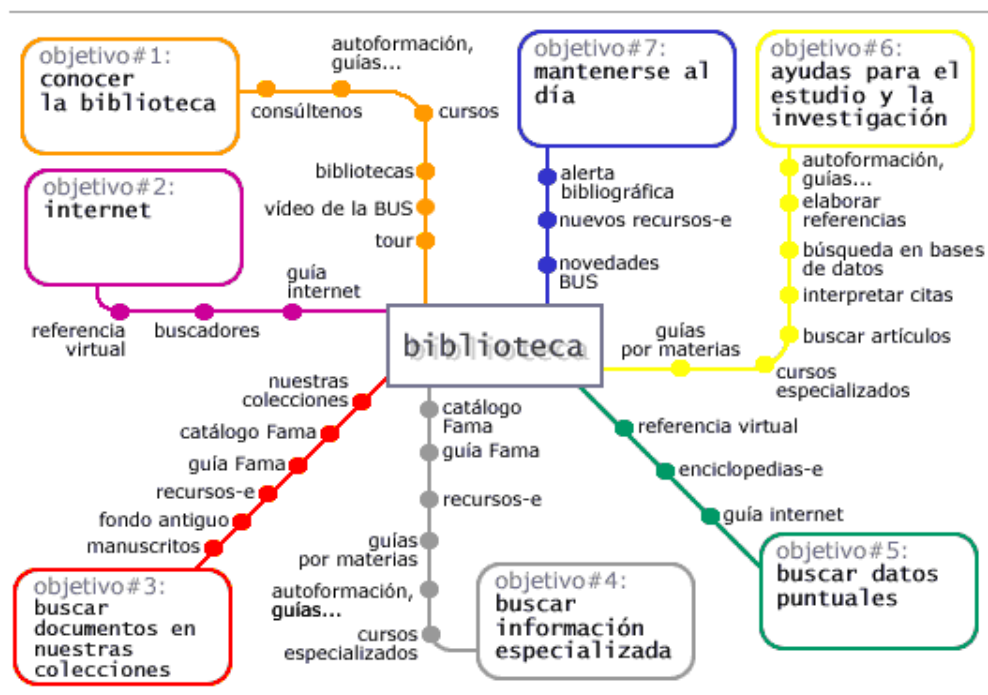 objetivo#1:
conocer
la biblioteca
autoformación,
guías...
consúltenos
cursos
bibliotecas
vídeo de la BUS
tour
objetivo#7:
mantenerse al
día
alerta
bibliográfica
nuevos recursos-e
novedades
BUS
objetivo#6:
ayudas para el
estudio y la
investigación
autoformación,
guías...
elaborar
referencias
búsqueda en bases
de datos
interpretar citas
buscar artículos
cursos
especializados
guías
por materias
objetivo#2:
internet
guía
internet
buscadores
referencia
virtual
biblioteca
nuestras
colecciones
catálogo Fama
guía Fama
recursos-e
fondo antiguo
manuscritos
objetivo#3:
buscar
documentos en
nuestras
colecciones
catálogo
Fama
guía Fama
recursos-e
guías
por materias
autoformación,
guías...
cursos
especializados
objetivo#4:
buscar
información
especializada
referencia virtual
enciclopedias-e
guía internet
objetivo#5:
buscar datos
puntuales